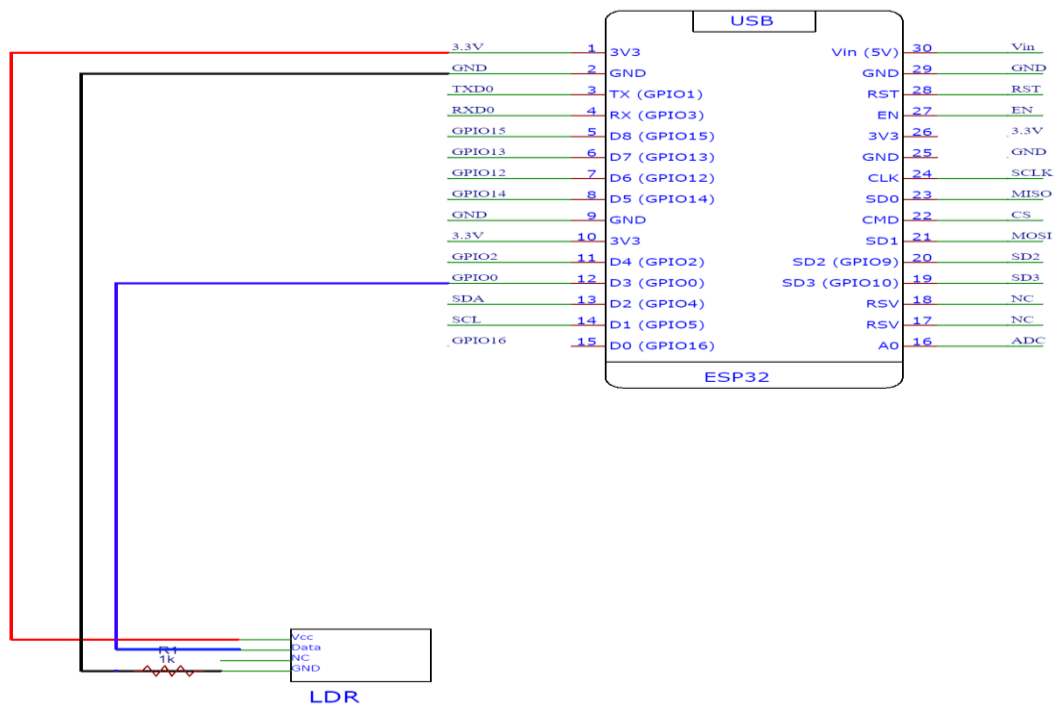 USB
3.3V 1 3V3 Vin (5V) 30 Vin
GND 2 GND GND 29 GND
TXD0 3 TX (GPIO1) RST 28 RST
RXD0 4 RX (GPIO3) EN 27 EN
GPIO15 5 D8 (GPIO15) 3V3 26 3.3V
GPIO13 6 D7 (GPIO13) GND 25 GND
GPIO12 7 D6 (GPIO12) CLK 24 SCLK
GPIO14 8 D5 (GPIO14) SD0 23 MISO
GND 9 GND CMD 22 CS
3.3V 10 3V3 SD1 21 MOSI
GPIO2 11 D4 (GPIO2) SD2 (GPIO9) 20 SD2
GPIO0 12 D3 (GPIO0) SD3 (GPIO10) 19 SD3
SDA 13 D2 (GPIO4) RSV 18 NC
SCL 14 D1 (GPIO5) RSV 17 NC
GPIO16 15 D0 (GPIO16) A0 16 ADC
ESP32
Vcc
R1 Data
1k NC
GND
LDR